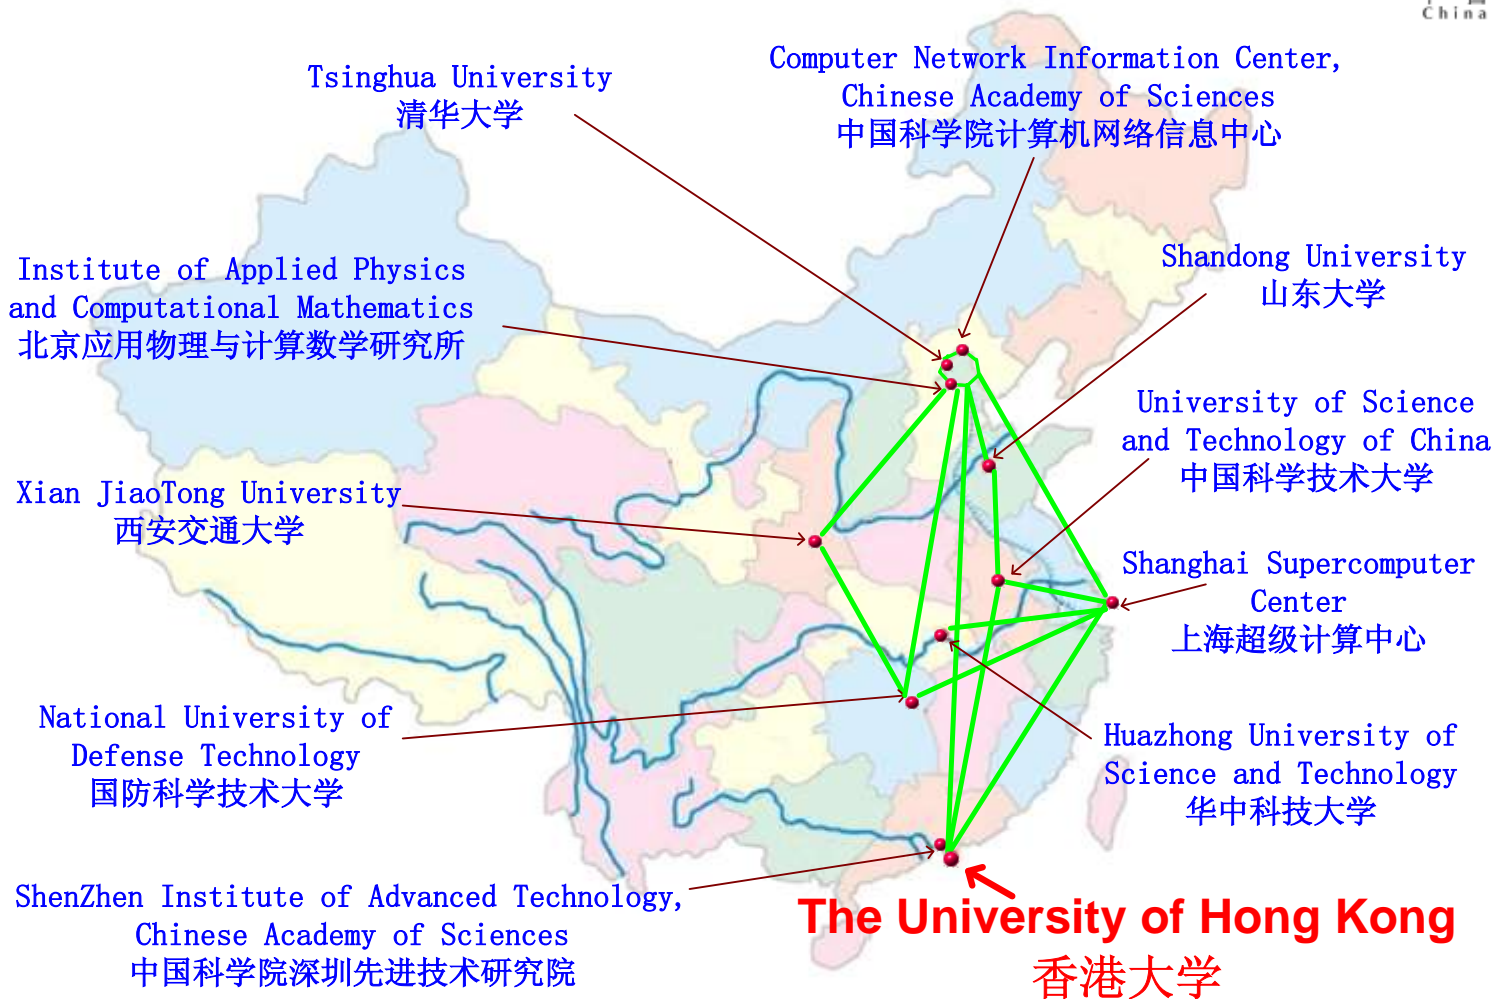 China
Tsinghua University
清华大学
Computer Network Information Center,
Chinese Academy of Sciences
中国科学院计算机网络信息中心
Institute of Applied Physics
and Computational Mathematics
北京应用物理与计算数学研究所
Shandong University
山东大学
University of Science
and Technology of China
中国科学技术大学
Xian JiaoTong University
西安交通大学
Shanghai Supercomputer
Center
上海超级计算中心
National University of
Defense Technology
国防科学技术大学
Huazhong University of
Science and Technology
华中科技大学
ShenZhen Institute of Advanced Technology,
Chinese Academy of Sciences
中国科学院深圳先进技术研究院
The University of Hong Kong
香港大学